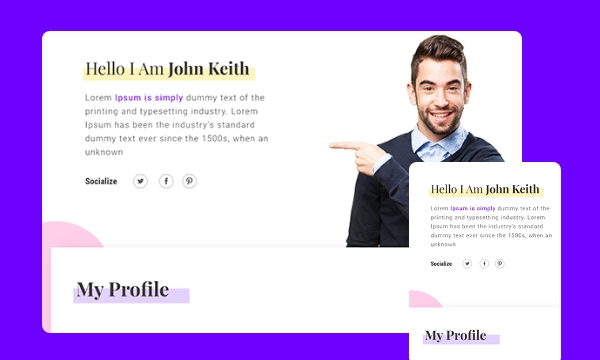 Hello I Am John Keith
Lorem Ipsum is simply dummy text of the
printing and typesetting industry. Lorem
Ipsum has been the industry's standard
dummy text ever since the 1500s, when an
unknown
Socialize
My Profile
Hello I Am John Keith
Lorem Ipsum is simply dummy text of the
printing and typesetting industry. Lorem
Ipsum has been the industry's standard
dummy text ever since the 1500s, when an
unknown
Socialize
My Profile